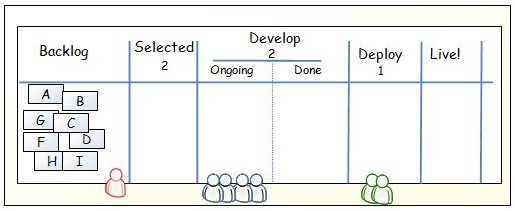 Backlog
Selected
2
Develop
2
Ongoing Done
Deploy
1
Live!
A
B
G
C
F
D
H
I